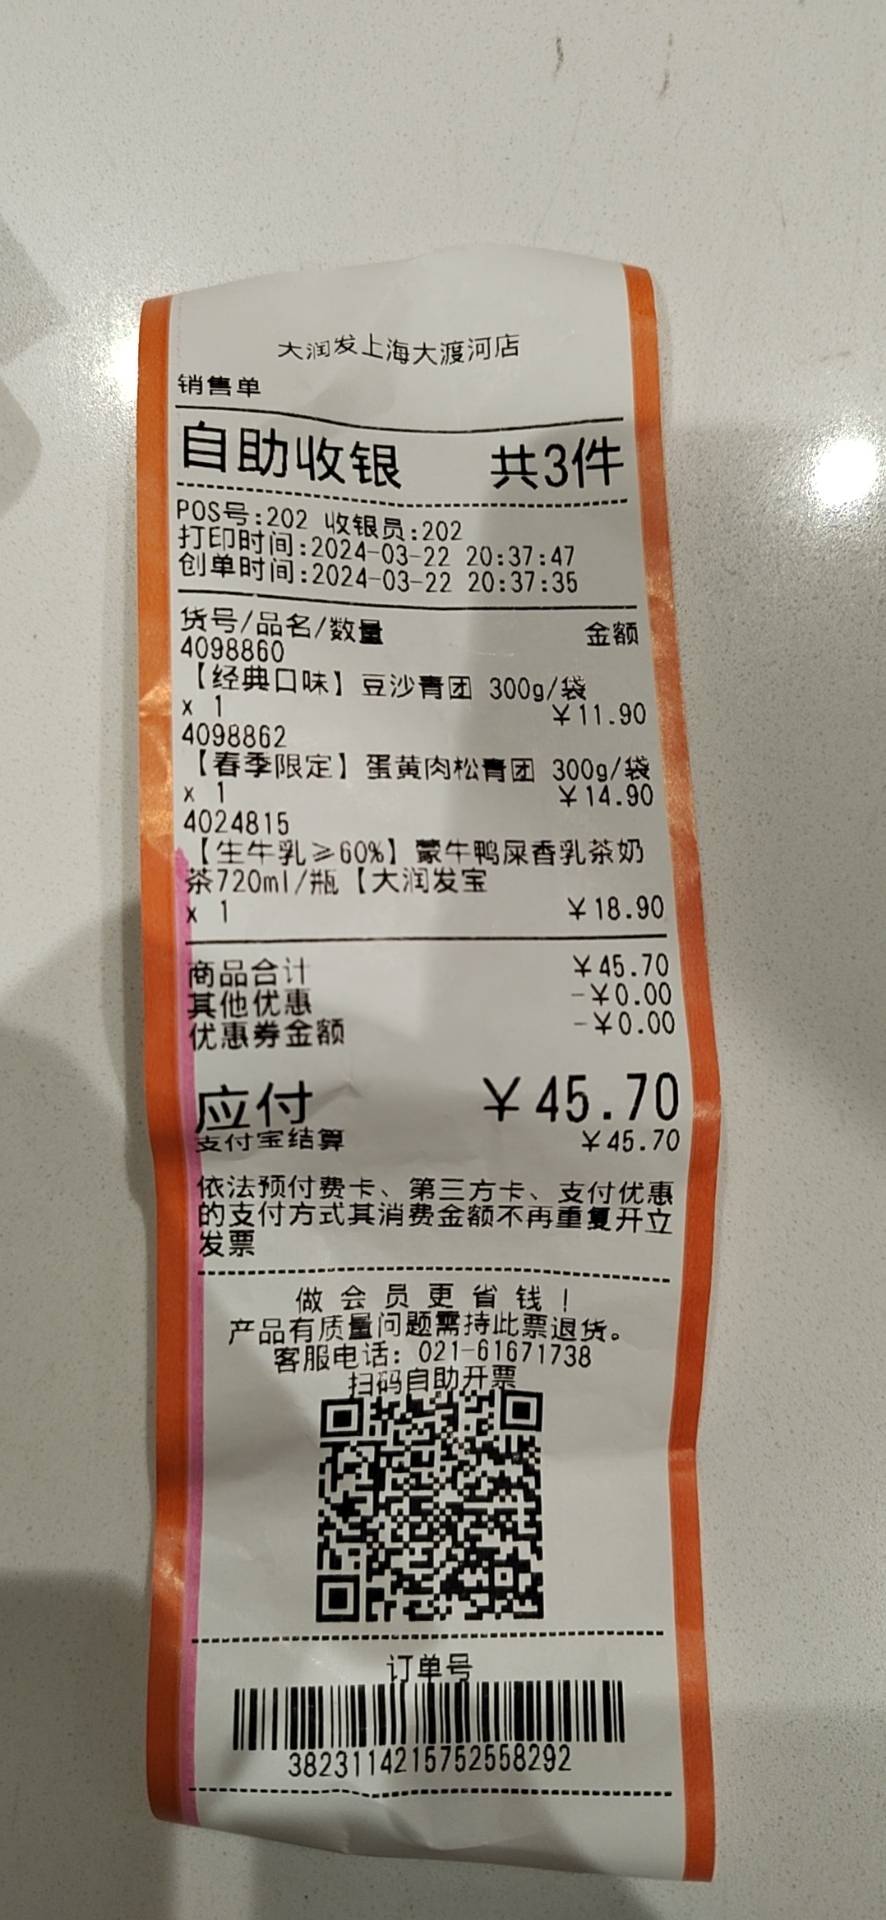 大润发上海大渡河店
销售单
自助收银 共3件
POS号:202 收银员:202
打印时间:2024-03-22 20:37:47
创单时间:2024-03-22 20:37:35
货号/品名/数量 金额
4098860
【经典口味】豆沙青团 300g/袋
x 1 ¥11.90
4098862
【春季限定】蛋黄肉松青团 300g/袋
x 1 ¥14.90
4024815
【生牛乳≥60%】蒙牛鸭屎香乳茶奶
茶720ml/瓶【大润发宝
x 1 ¥18.90
商品合计 ¥45.70
其他优惠 -¥0.00
优惠券金额 -¥0.00
应付 ¥45.70
支付宝结算 ¥45.70
依法预付费卡、第三方卡、支付优惠
的支付方式其消费金额不再重复开立
发票
做会员更省钱!
产品有质量问题需持此票退货。
客服电话: 021-61671738
扫码自助开票
订单号
3823114215752558292